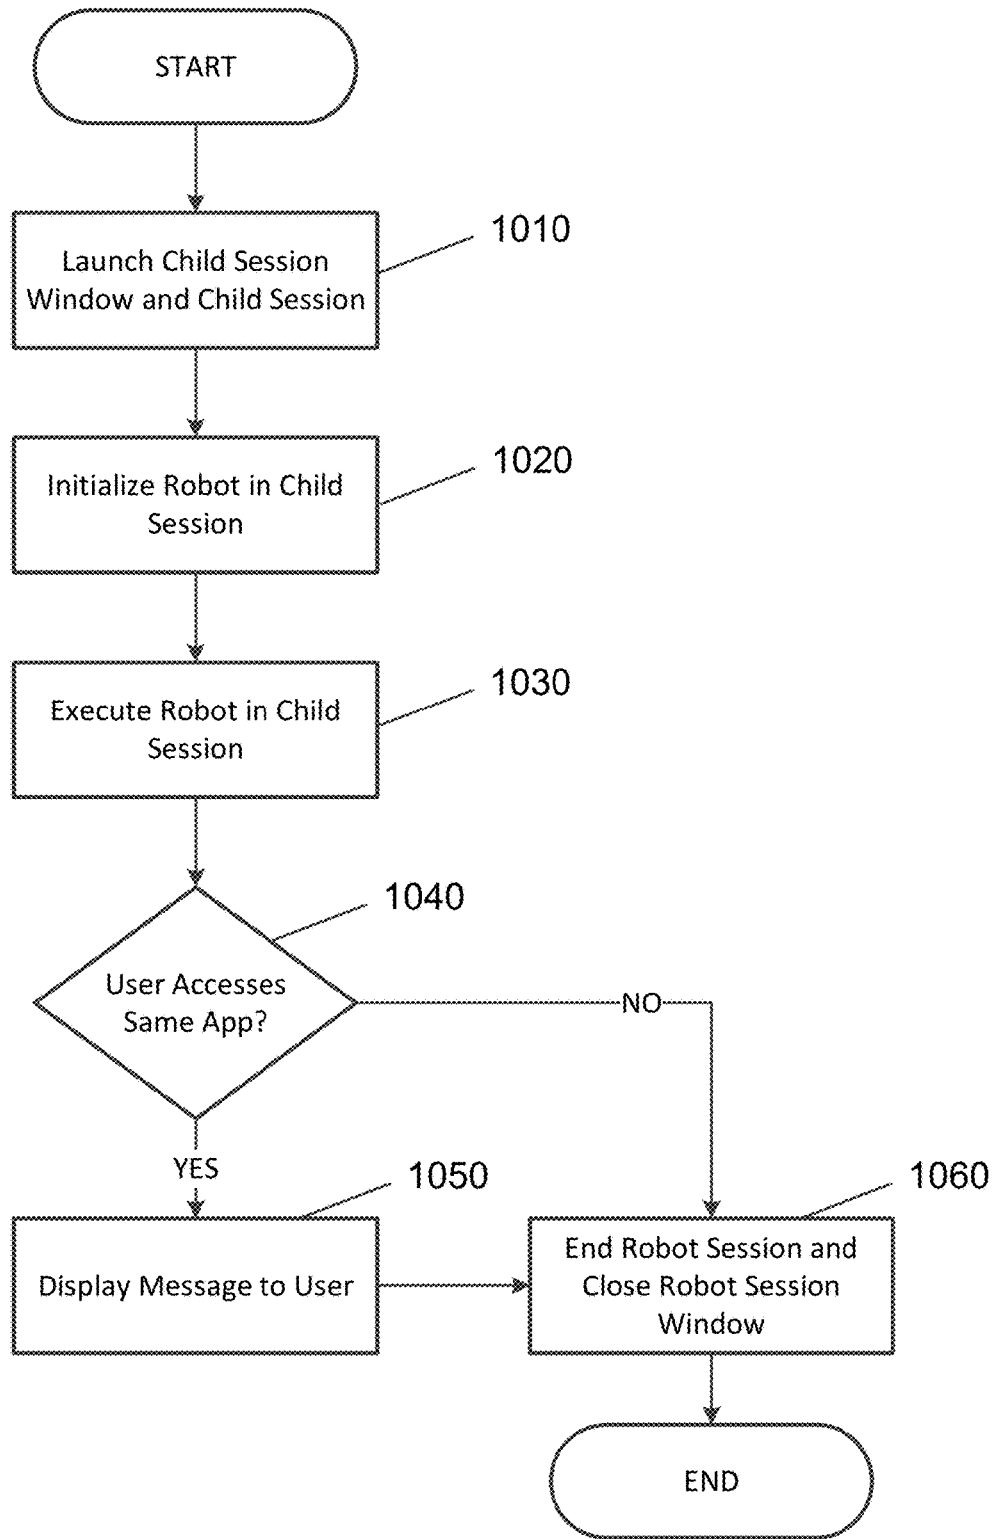 START
1010
Launch Child Session
Window and Child Session
1020
Initialize Robot in Child
Session
1030
Execute Robot in Child
Session
1040
User Accesses
Same App?
NO
YES
1050
Display Message to User
1060
End Robot Session and
Close Robot Session
Window
END